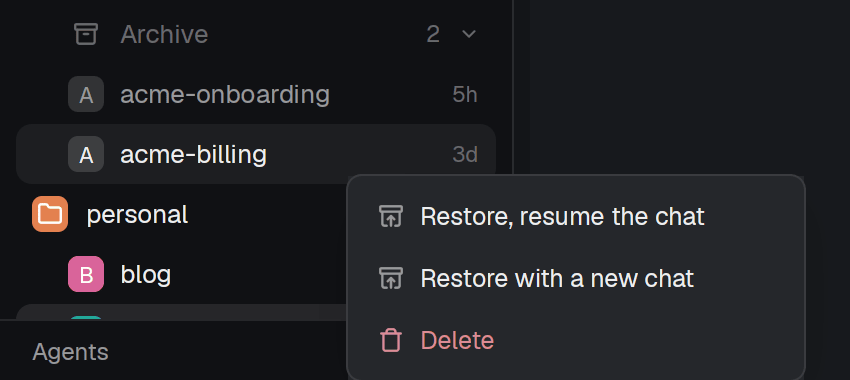 Archive 2
A acme-onboarding 5h
A acme-billing 3d
personal
Restore, resume the chat
B blog
Restore with a new chat
Agents
Delete